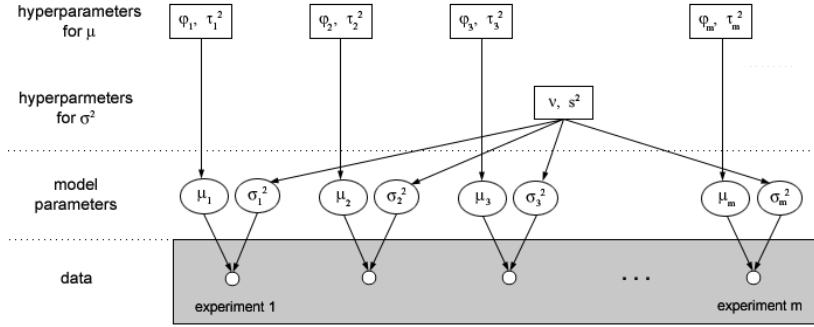 hyperparameters
for μ
φ₁, τ₁²
φ₂, τ₂²
φ₃, τ₃²
φₘ, τₘ²
hyperparmeters
for σ²
ν, s²
model
parameters
μ₁
σ₁²
μ₂
σ₂²
μ₃
σ₃²
μₘ
σₘ²
data
. . .
experiment 1
experiment m